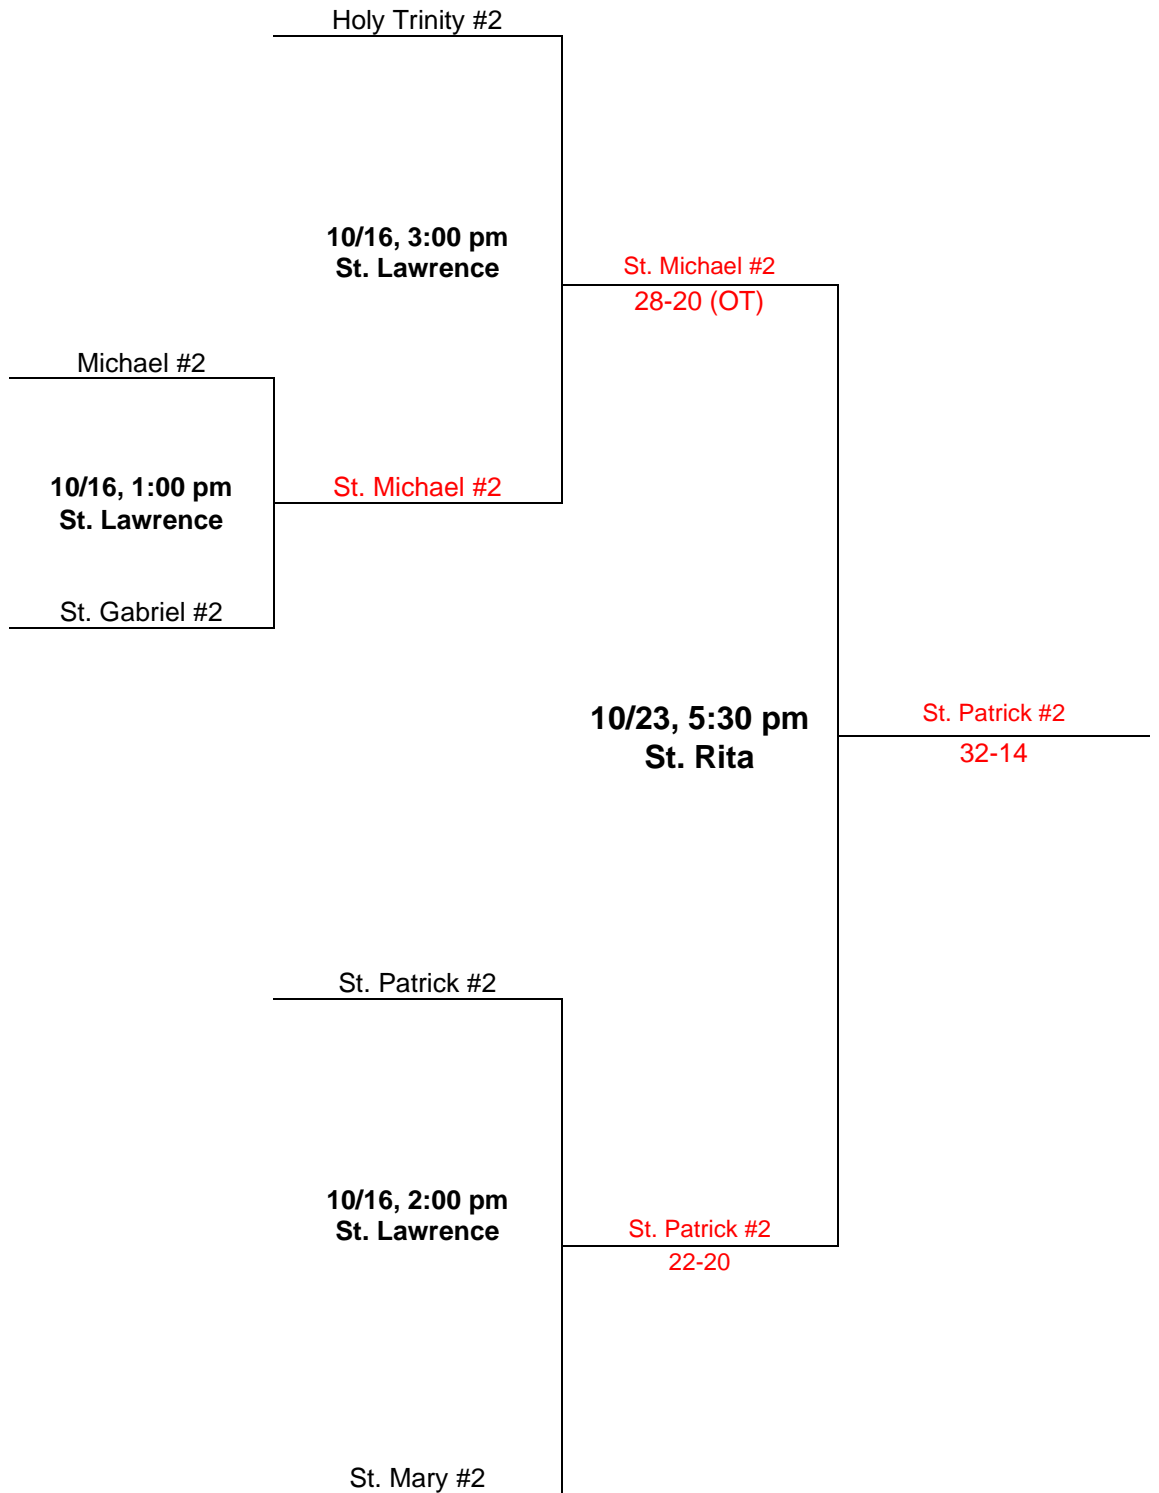 Holy Trinity #2
10/16, 3:00 pm
St. Lawrence
St. Michael #2
28-20 (OT)
Michael #2
10/16, 1:00 pm
St. Lawrence
St. Michael #2
St. Gabriel #2
10/23, 5:30 pm
St. Rita
St. Patrick #2
32-14
St. Patrick #2
10/16, 2:00 pm
St. Lawrence
St. Patrick #2
22-20
St. Mary #2